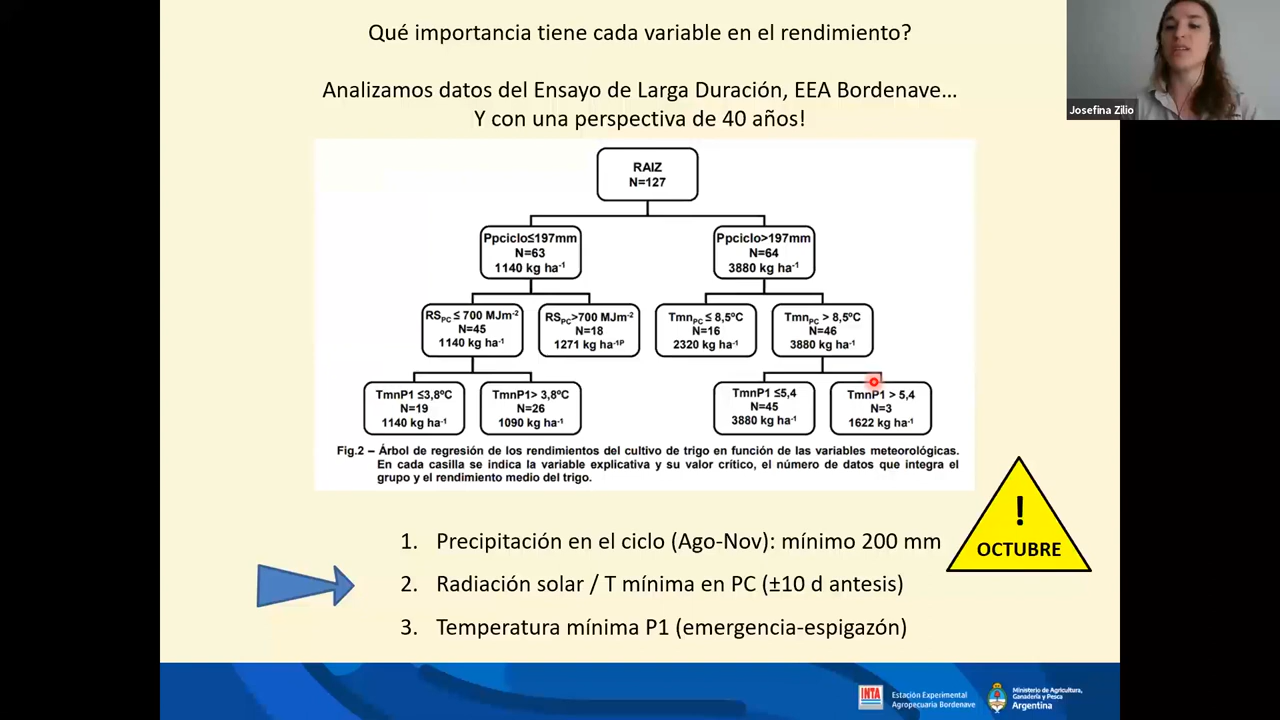 Qué importancia tiene cada variable en el rendimiento?
Josefina Zilio
Analizamos datos del Ensayo de Larga Duración, EEA Bordenave...
Y con una perspectiva de 40 años!
RAIZ
N=127
Ppciclo≤197mm
N=63
1140 kg ha-1
Ppciclo>197mm
N=64
3880 kg ha-1
RSPC ≤ 700 MJm-2
N=45
1140 kg ha-1
RSPC>700 MJm-2
N=18
1271 kg ha-1P
TmnPC ≤ 8,5ºC
N=16
2320 kg ha-1
TmnPC > 8,5ºC
N=46
3880 kg ha-1
TmnP1 ≤3,8ºC
N=19
1140 kg ha-1
TmnP1> 3,8ºC
N=26
1090 kg ha-1
TmnP1 ≤5,4
N=45
3880 kg ha-1
TmnP1 > 5,4
N=3
1622 kg ha-1
Fig.2 – Árbol de regresión de los rendimientos del cultivo de trigo en función de las variables meteorológicas.
En cada casilla se indica la variable explicativa y su valor crítico, el número de datos que integra el
grupo y el rendimiento medio del trigo.
!
OCTUBRE
1. Precipitación en el ciclo (Ago-Nov): mínimo 200 mm
2. Radiación solar / T mínima en PC (±10 d antesis)
3. Temperatura mínima P1 (emergencia-espigazón)
INTA
Estación Experimental
Agropecuaria Bordenave
Ministerio de Agricultura,
Ganadería y Pesca
Argentina